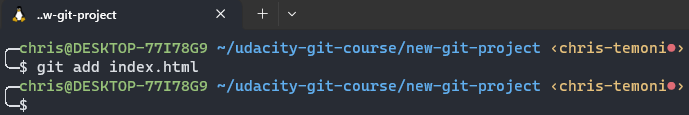 ..w-git-project
chris@DESKTOP-77I78G9 ~/udacity-git-course/new-git-project ‹chris-temoni●›
$ git add index.html
chris@DESKTOP-77I78G9 ~/udacity-git-course/new-git-project ‹chris-temoni●›
$